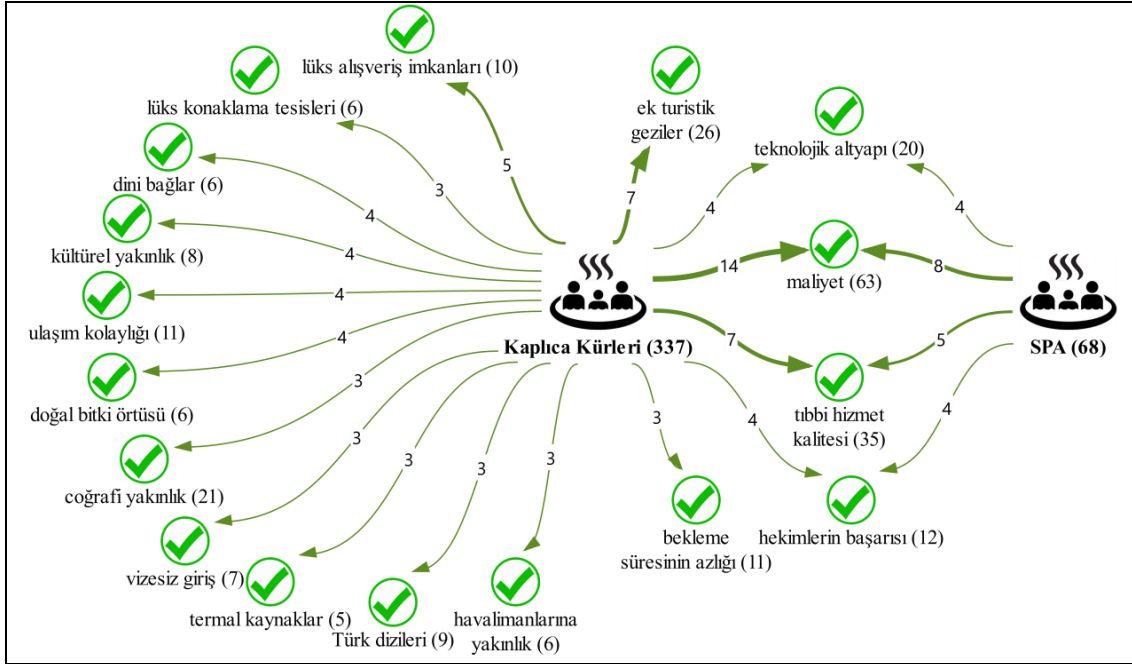 lüks alışveriş imkanları (10)
lüks konaklama tesisleri (6)
ek turistik
geziler (26)
teknolojik altyapı (20)
dini bağlar (6)
kültürel yakınlık (8)
ulaşım kolaylığı (11)
doğal bitki örtüsü (6)
coğrafi yakınlık (21)
vizesiz giriş (7)
termal kaynaklar (5)
Türk dizileri (9)
havalimanlarına
yakınlık (6)
bekleme
süresinin azlığı (11)
hekimlerin başarısı (12)
tıbbi hizmet
kalitesi (35)
maliyet (63)
Kaplıca Kürleri (337)
SPA (68)
5
3
4
4
4
4
3
3
3
3
3
3
4
7
14
7
4
4
8
5
4